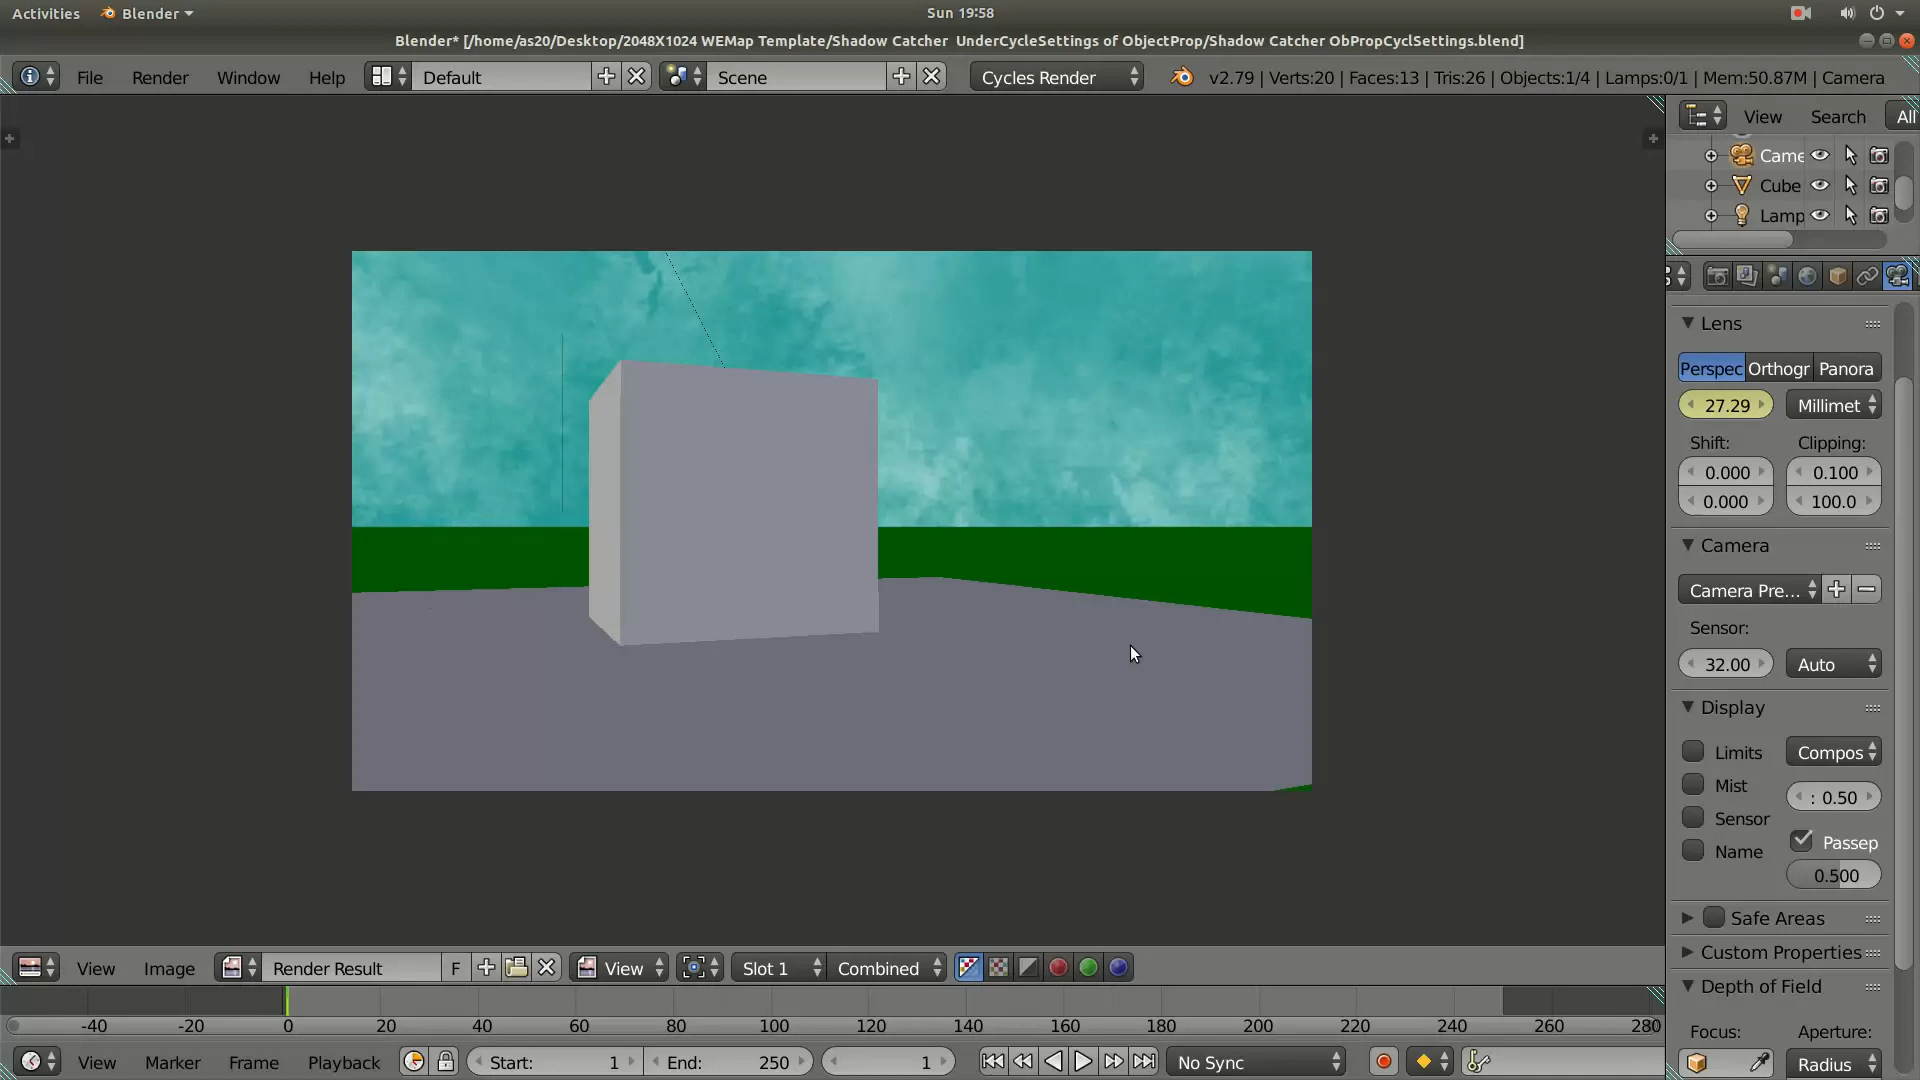 Activities Blender Sun 19:58
Blender* [/home/as20/Desktop/2048X1024 WEMap Template/Shadow Catcher UnderCycleSettings of ObjectProp/Shadow Catcher ObPropCyclSettings.blend]
File Render Window Help Default Scene Cycles Render v2.79 | Verts:20 | Faces:13 | Tris:26 | Objects:1/4 | Lamps:0/1 | Mem:50.87M | Camera
View Search All
Came
Cube
Lamp
Lens
Perspec Orthogr Panora
27.29 Millimet
Shift: Clipping:
0.000 0.100
0.000 100.0
Camera
Camera Pre...
Sensor:
32.00 Auto
Display
Limits Compos
Mist : 0.50
Sensor Passep
Name 0.500
Safe Areas
Custom Properties
Depth of Field
Focus: Aperture:
Radius
View Image Render Result F View Slot 1 Combined
-40 -20 0 20 40 60 80 100 120 140 160 180 200 220 240 260 280
View Marker Frame Playback Start: 1 End: 250 1 No Sync